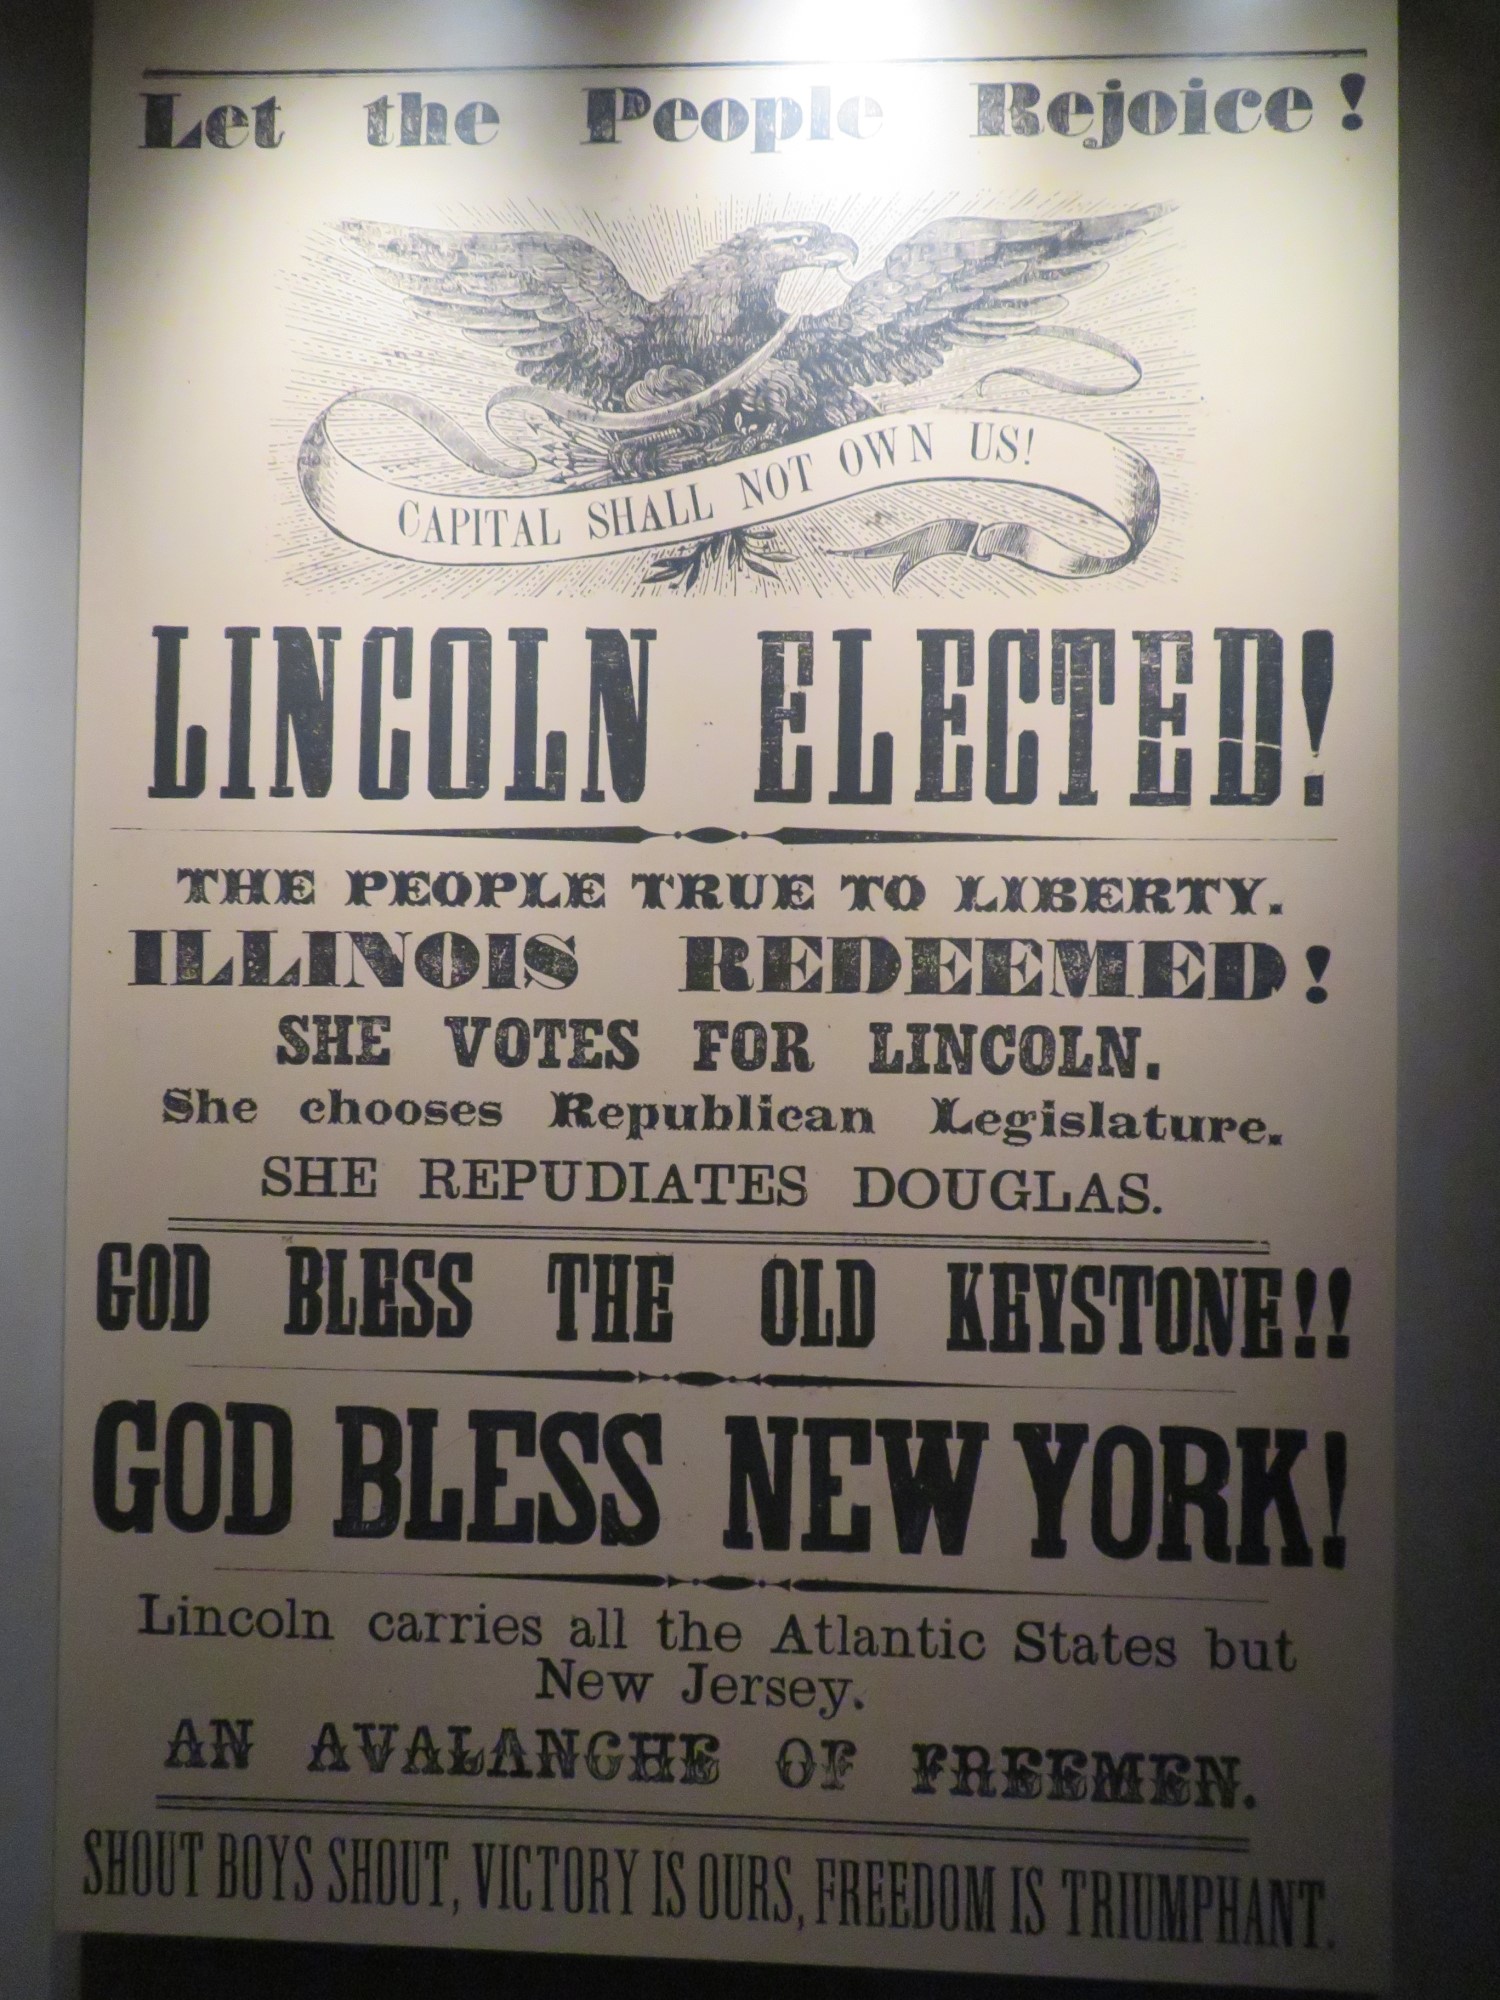 Let the People Rejoice!
CAPITAL SHALL NOT OWN US!
LINCOLN ELECTED!
THE PEOPLE TRUE TO LIBERTY.
ILLINOIS REDEEMED!
SHE VOTES FOR LINCOLN.
She chooses Republican Legislature.
SHE REPUDIATES DOUGLAS.
GOD BLESS THE OLD KEYSTONE!!
GOD BLESS NEW YORK!
Lincoln carries all the Atlantic States but
New Jersey.
AN AVALANCHE OF FREEMEN.
SHOUT BOYS SHOUT, VICTORY IS OURS, FREEDOM IS TRIUMPHANT.